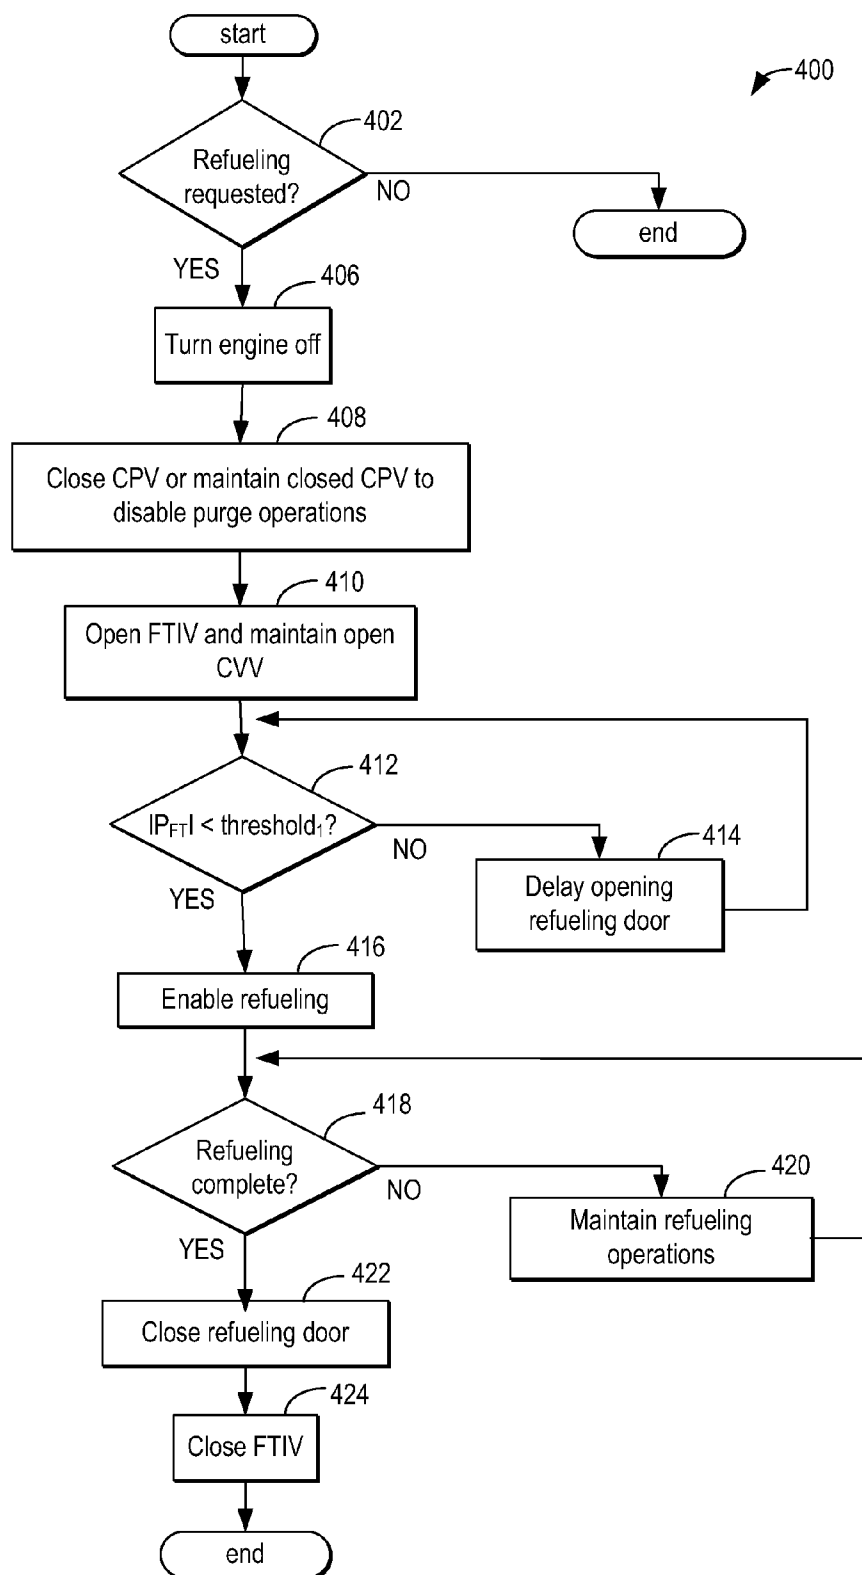 start
400
402
Refueling
requested?
NO
end
YES
406
Turn engine off
408
Close CPV or maintain closed CPV to
disable purge operations
410
Open FTIV and maintain open
CVV
412
|P_FT| < threshold₁?
NO
414
Delay opening
refueling door
YES
416
Enable refueling
418
Refueling
complete?
NO
420
Maintain refueling
operations
YES
422
Close refueling door
424
Close FTIV
end